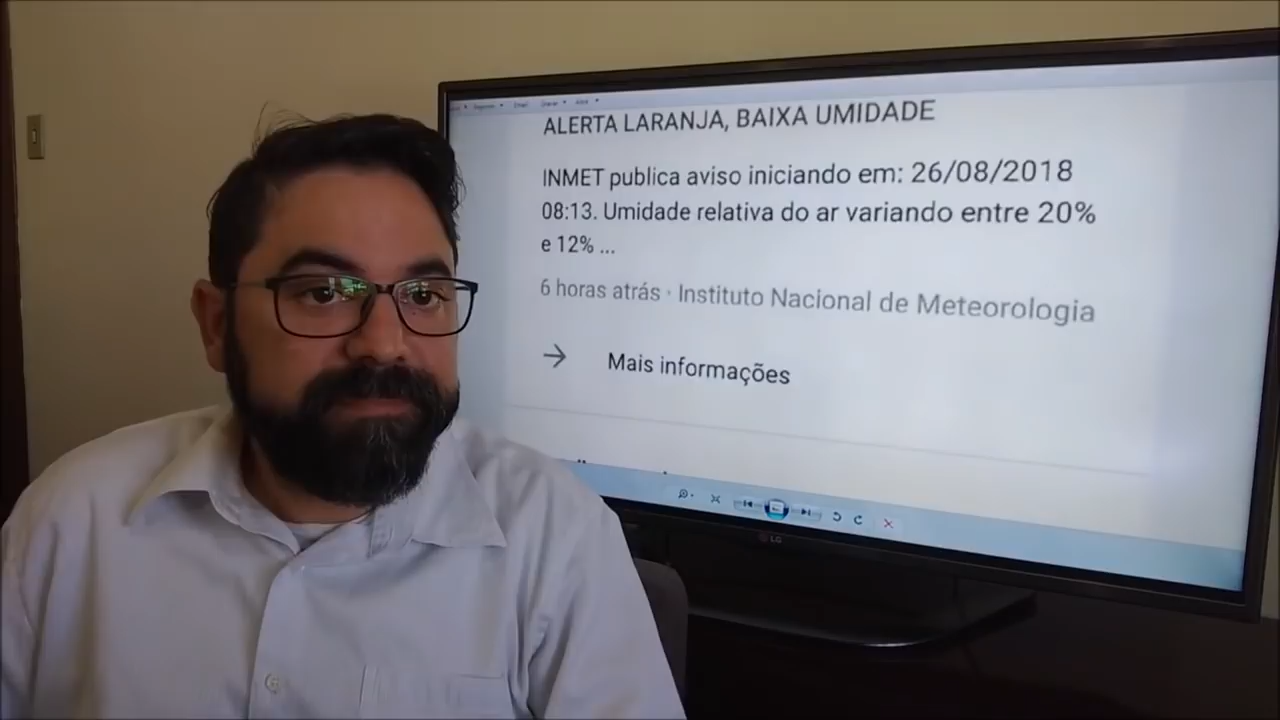 ALERTA LARANJA, BAIXA UMIDADE
INMET publica aviso iniciando em: 26/08/2018
08:13. Umidade relativa do ar variando entre 20%
e 12% ...
6 horas atrás · Instituto Nacional de Meteorologia
→ Mais informações
LG